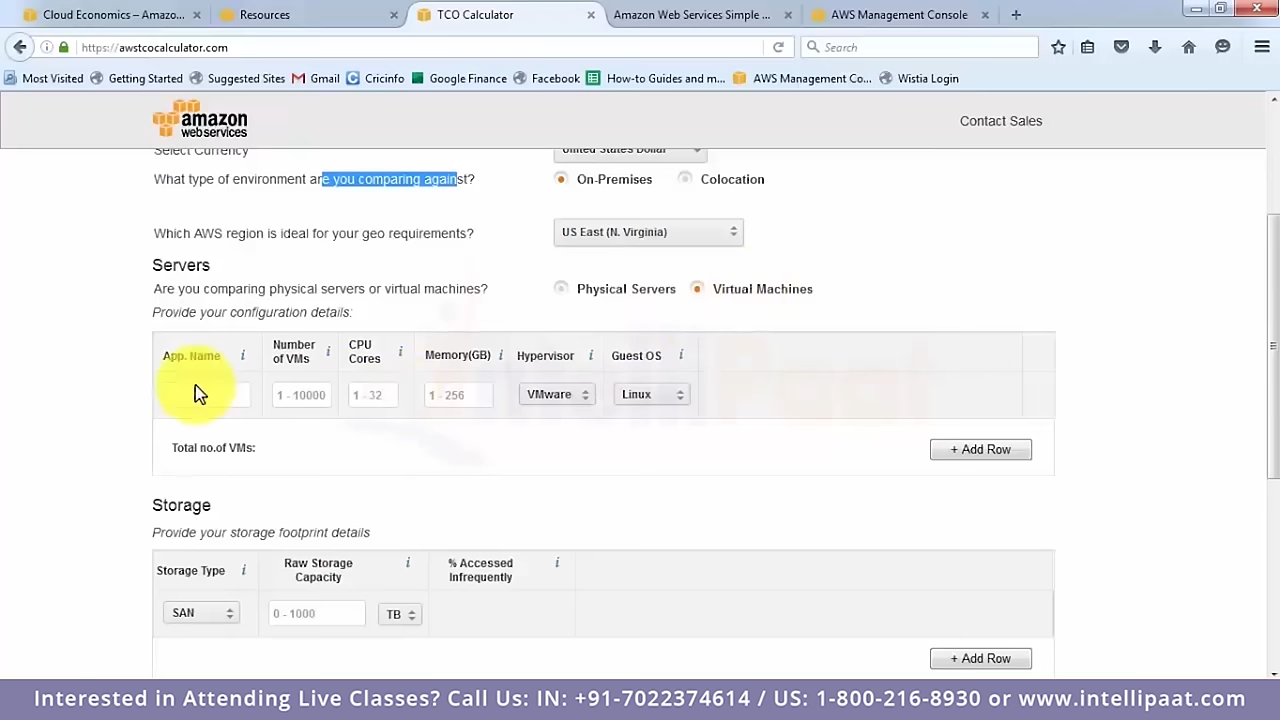 Cloud Economics – Amazo...
Resources
TCO Calculator
Amazon Web Services Simple ...
AWS Management Console
https://awstcocalculator.com
Search
Most Visited
Getting Started
Suggested Sites
Gmail
Cricinfo
Google Finance
Facebook
How-to Guides and m...
AWS Management Co...
Wistia Login
amazon
webservices
Contact Sales
Select Currency
United States Dollar
What type of environment are you comparing against?
On-Premises
Colocation
Which AWS region is ideal for your geo requirements?
US East (N. Virginia)
Servers
Are you comparing physical servers or virtual machines?
Physical Servers
Virtual Machines
Provide your configuration details:
App. Name
Number of VMs
CPU Cores
Memory(GB)
Hypervisor
Guest OS
1 - 10000
1 - 32
1 - 256
VMware
Linux
Total no.of VMs:
+ Add Row
Storage
Provide your storage footprint details
Storage Type
Raw Storage Capacity
% Accessed Infrequently
SAN
0 - 1000
TB
+ Add Row
Interested in Attending Live Classes? Call Us: IN: +91-7022374614 / US: 1-800-216-8930 or www.intellipaat.com